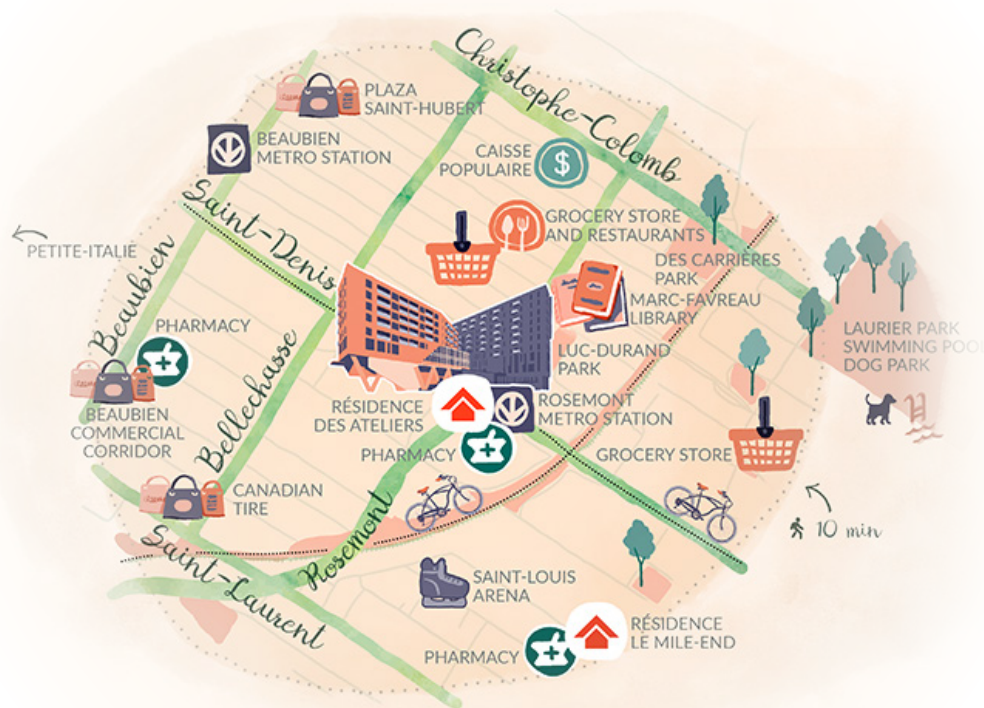 Christophe-Colomb
PLAZA
SAINT-HUBERT
BEAUBIEN
METRO STATION
CAISSE
POPULAIRE
$
Saint-Denis
GROCERY STORE
AND RESTAURANTS
PETITE-ITALIE
DES CARRIÈRES
PARK
MARC-FAVREAU
LIBRARY
Beaubien
PHARMACY
LAURIER PARK
SWIMMING POOL
DOG PARK
LUC-DURAND
PARK
Bellechasse
RÉSIDENCE
DES ATELIERS
ROSEMONT
METRO STATION
BEAUBIEN
COMMERCIAL
CORRIDOR
PHARMACY
GROCERY STORE
CANADIAN
TIRE
10 min
Rosemont
Saint-Laurent
SAINT-LOUIS
ARENA
RÉSIDENCE
LE MILE-END
PHARMACY